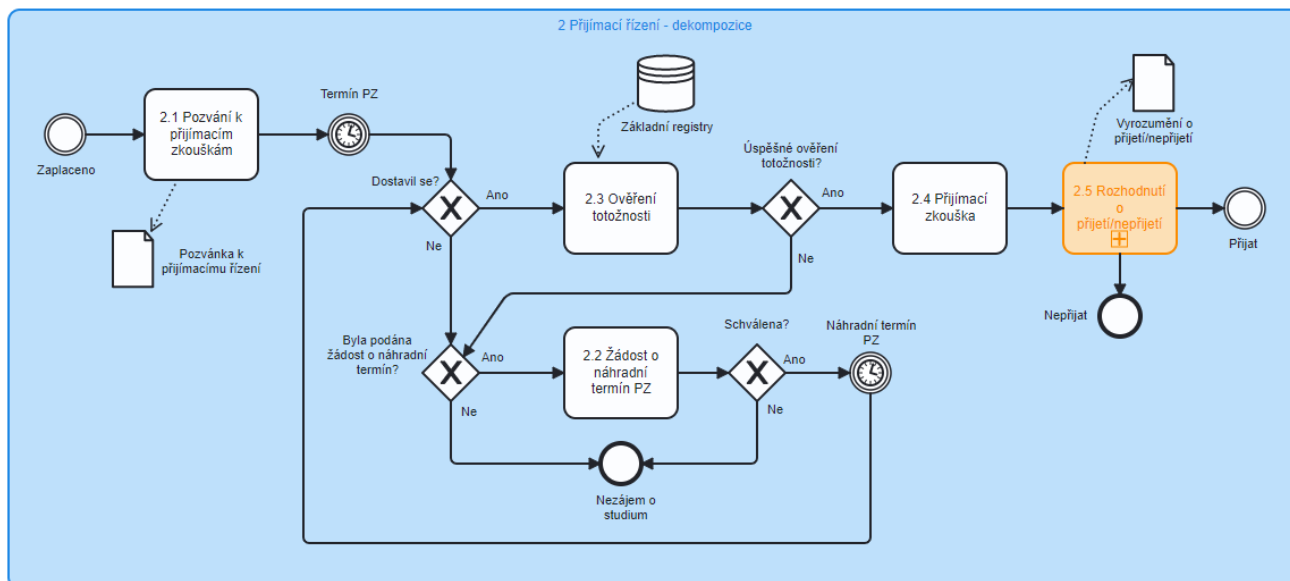 2 Přijímací řízení - dekompozice
Zaplaceno
2.1 Pozvání k
přijímacím
zkouškám
Pozvánka k
přijímacímu řízení
Termín PZ
Dostavil se?
Ano
Ne
Základní registry
2.3 Ověření
totožnosti
Úspěšné ověření
totožnosti?
Ano
Ne
2.4 Přijímací
zkouška
Vyrozumění o
přijetí/nepřijetí
2.5 Rozhodnutí
o
přijetí/nepřijetí
Přijat
Nepřijat
Byla podána
žádost o náhradní
termín?
Ano
Ne
2.2 Žádost o
náhradní
termín PZ
Schválena?
Ano
Ne
Náhradní termín
PZ
Nezájem o
studium